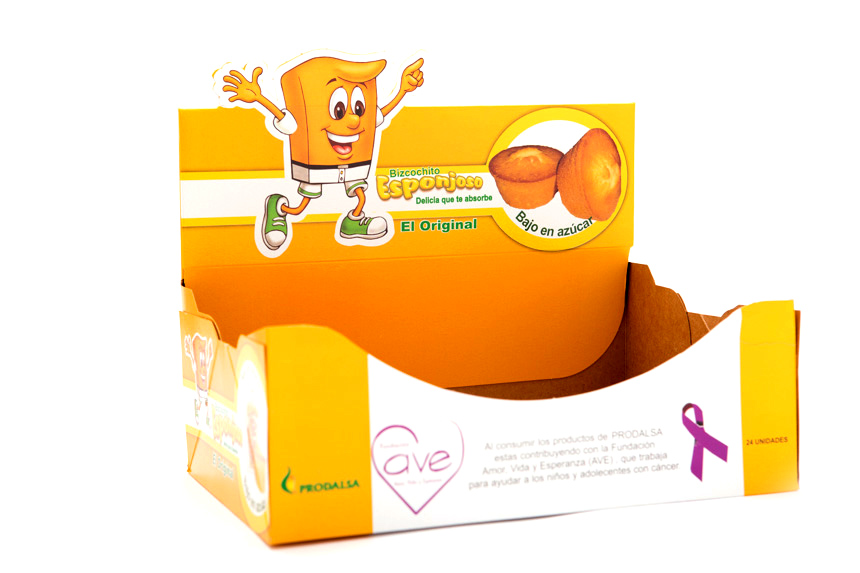 Bizcochito
Esponjoso
Delicia que te absorbe
El Original
Bajo en azúcar
PRODALSA
Fundación
ave
Al consumir los productos de PRODALSA
estas contribuyendo con la Fundación
Amor, Vida y Esperanza (AVE), que trabaja
para ayudar a los niños y adolecentes con cáncer
24 UNIDADES